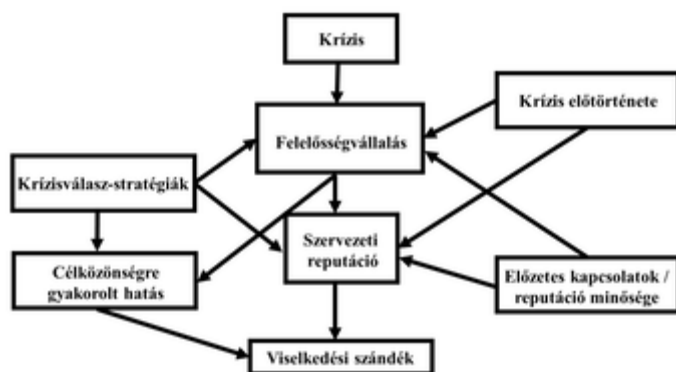 Krízis
Krízis előtörténete
Felelősségvállalás
Krízisválasz-stratégiák
Szervezeti
reputáció
Célközönségre
gyakorolt hatás
Előzetes kapcsolatok /
reputáció minősége
Viselkedési szándék